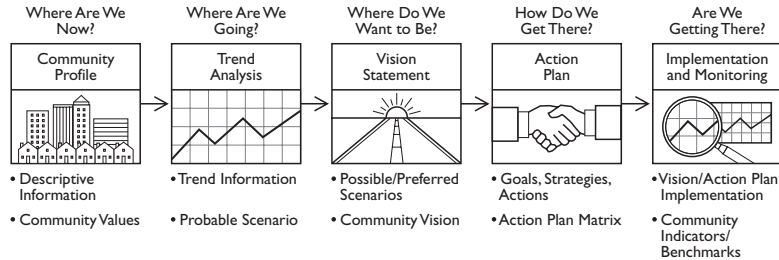 Where Are We
Now?
Community
Profile
• Descriptive
Information
• Community Values
Where Are We
Going?
Trend
Analysis
• Trend Information
• Probable Scenario
Where Do We
Want to Be?
Vision
Statement
• Possible/Preferred
Scenarios
• Community Vision
How Do We
Get There?
Action
Plan
• Goals, Strategies,
Actions
• Action Plan Matrix
Are We
Getting There?
Implementation
and Monitoring
• Vision/Action Plan
Implementation
• Community
Indicators/
Benchmarks